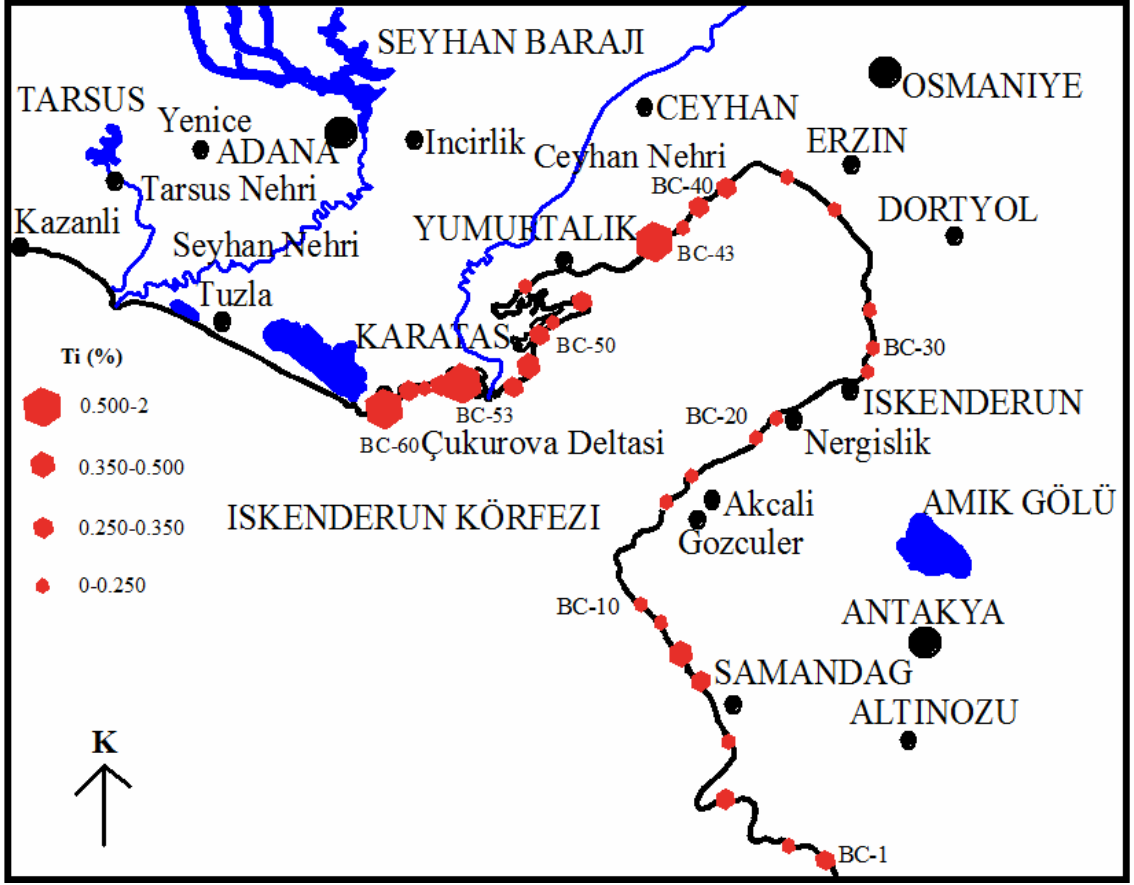 SEYHAN BARAJI
OSMANIYE
TARSUS
CEYHAN
Yenice
ADANA
Incirlik
Ceyhan Nehri
ERZIN
Tarsus Nehri
BC-40
Kazanli
DORTYOL
YUMURTALIK
Seyhan Nehri
BC-43
Tuzla
KARATAS
BC-50
BC-30
Ti (%)
0.500-2
ISKENDERUN
BC-53
BC-20
BC-60
Çukurova Deltasi
Nergislik
0.350-0.500
ISKENDERUN KÖRFEZI
Akcali
AMIK GÖLÜ
0.250-0.350
Gozculer
0-0.250
BC-10
ANTAKYA
SAMANDAG
ALTINOZU
K
BC-1